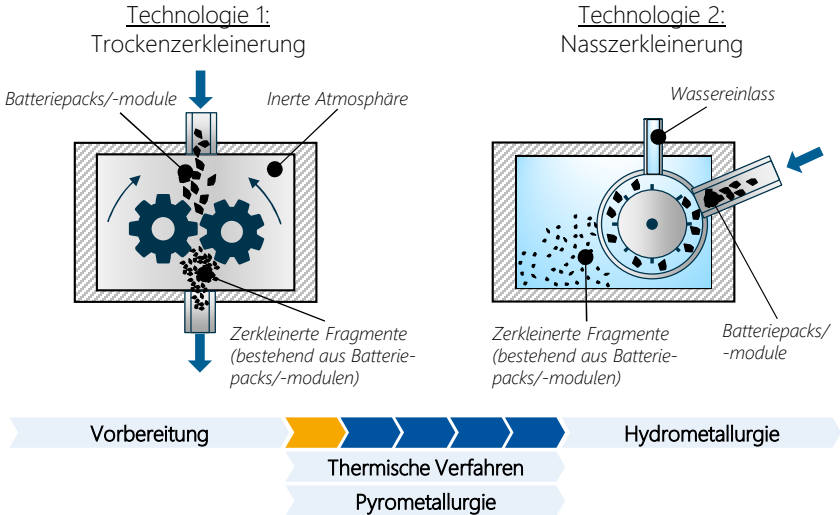 Technologie 1:
Trockenzerkleinerung
Batteriepacks/-module
Inerte Atmosphäre
Zerkleinerte Fragmente
(bestehend aus Batterie-
packs/-modulen)
Technologie 2:
Nasszerkleinerung
Wassereinlass
Zerkleinerte Fragmente
(bestehend aus Batterie-
packs/-modulen)
Batteriepacks/
-module
Vorbereitung
Hydrometallurgie
Thermische Verfahren
Pyrometallurgie